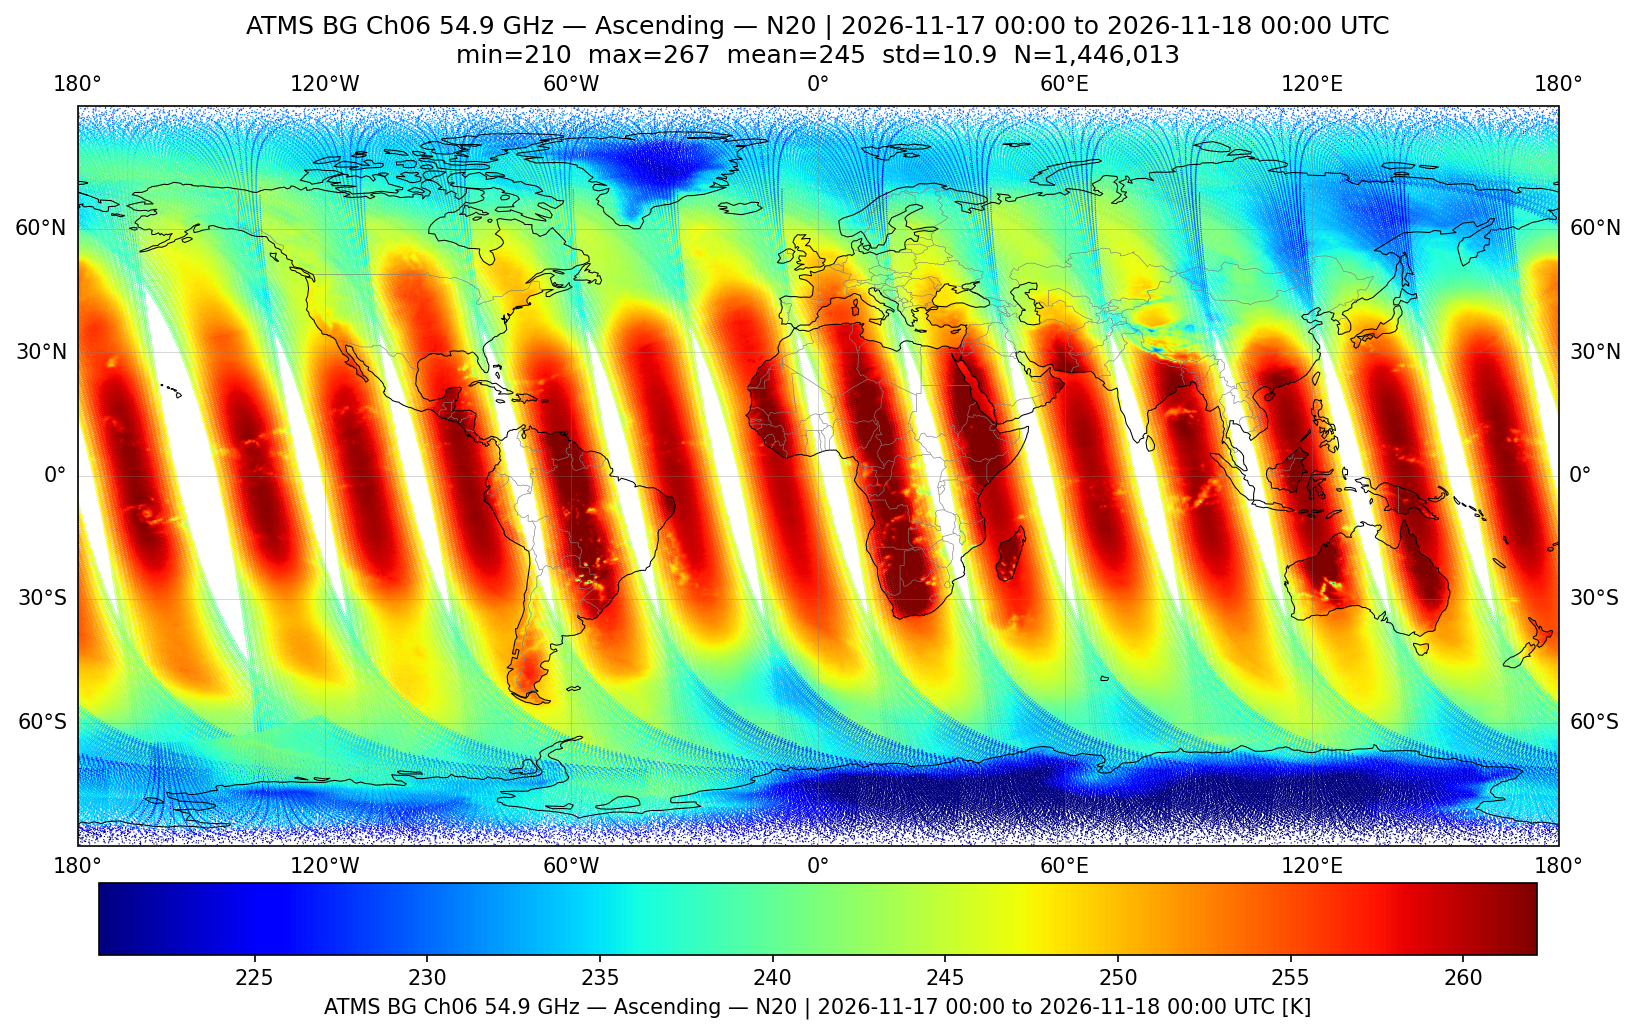 ATMS BG Ch06 54.9 GHz — Ascending — N20 | 2026-11-17 00:00 to 2026-11-18 00:00 UTC
min=210 max=267 mean=245 std=10.9 N=1,446,013
180° 120°W 60°W 0° 60°E 120°E 180°
60°N 60°N
30°N 30°N
0° 0°
30°S 30°S
60°S 60°S
180° 120°W 60°W 0° 60°E 120°E 180°
225 230 235 240 245 250 255 260
ATMS BG Ch06 54.9 GHz — Ascending — N20 | 2026-11-17 00:00 to 2026-11-18 00:00 UTC [K]